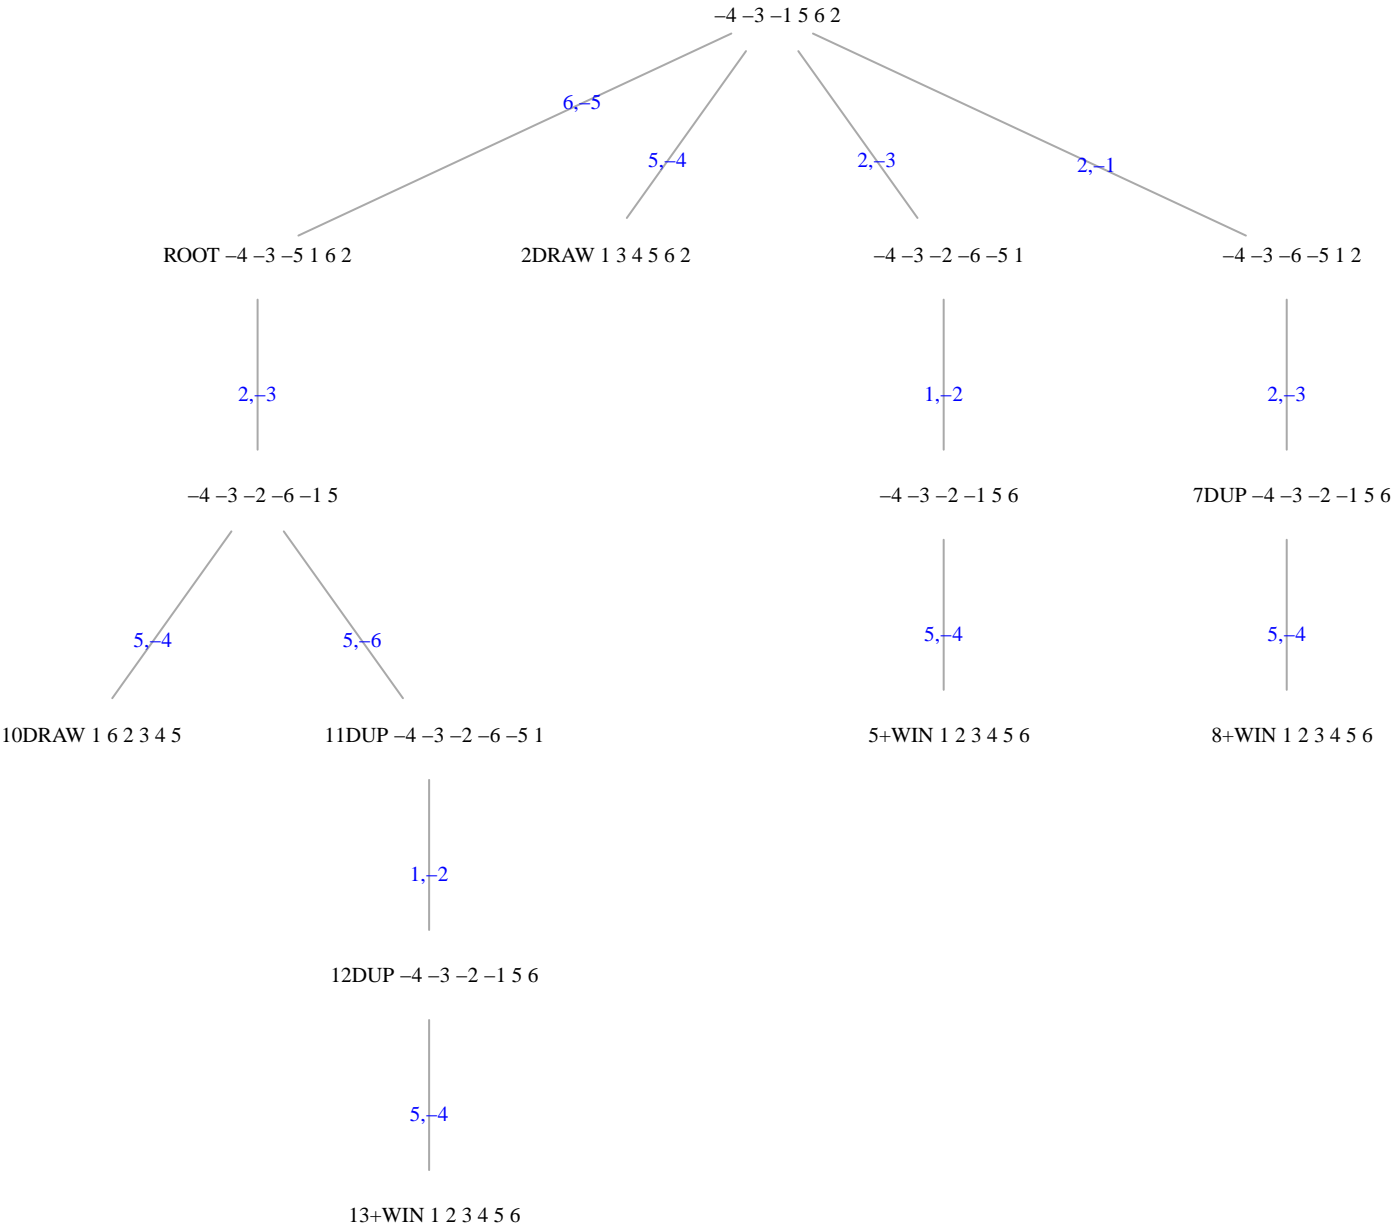 −4 −3 −1 5 6 2
6,−5
5,−4
2,−3
2,−1
ROOT −4 −3 −5 1 6 2
2DRAW 1 3 4 5 6 2
−4 −3 −2 −6 −5 1
−4 −3 −6 −5 1 2
2,−3
1,−2
2,−3
−4 −3 −2 −6 −1 5
−4 −3 −2 −1 5 6
7DUP −4 −3 −2 −1 5 6
5,−4
5,−6
5,−4
5,−4
10DRAW 1 6 2 3 4 5
11DUP −4 −3 −2 −6 −5 1
5+WIN 1 2 3 4 5 6
8+WIN 1 2 3 4 5 6
1,−2
12DUP −4 −3 −2 −1 5 6
5,−4
13+WIN 1 2 3 4 5 6